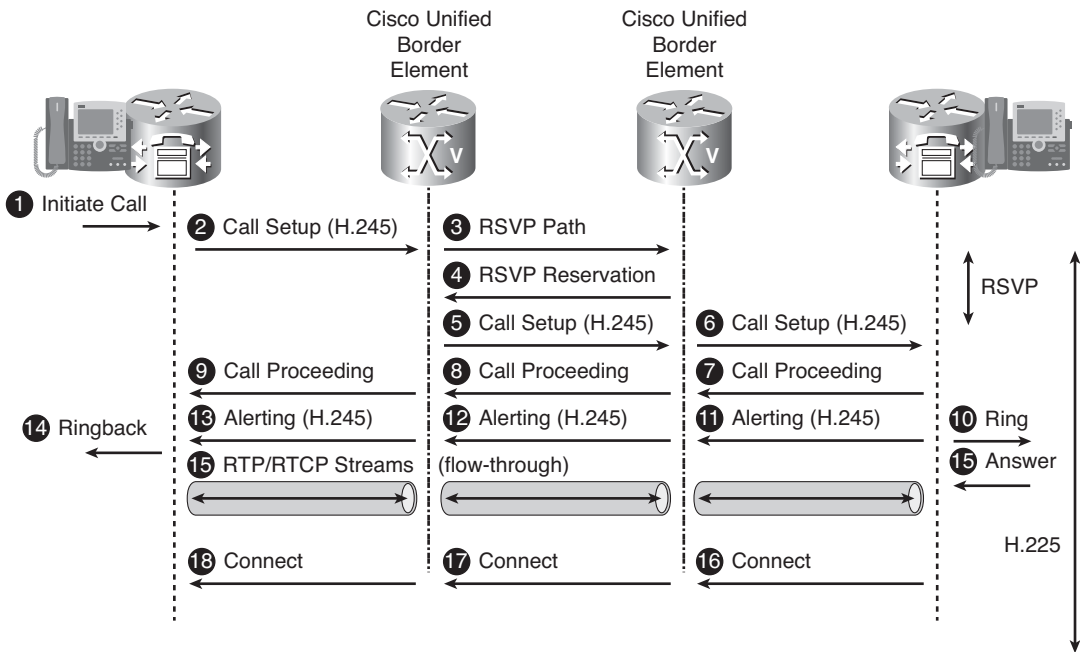 Cisco Unified
Border
Element
Cisco Unified
Border
Element
V
V
1 Initiate Call
2 Call Setup (H.245)
3 RSVP Path
4 RSVP Reservation
RSVP
5 Call Setup (H.245)
6 Call Setup (H.245)
9 Call Proceeding
8 Call Proceeding
7 Call Proceeding
14 Ringback
13 Alerting (H.245)
12 Alerting (H.245)
11 Alerting (H.245)
10 Ring
15 RTP/RTCP Streams (flow-through)
15 Answer
H.225
18 Connect
17 Connect
16 Connect